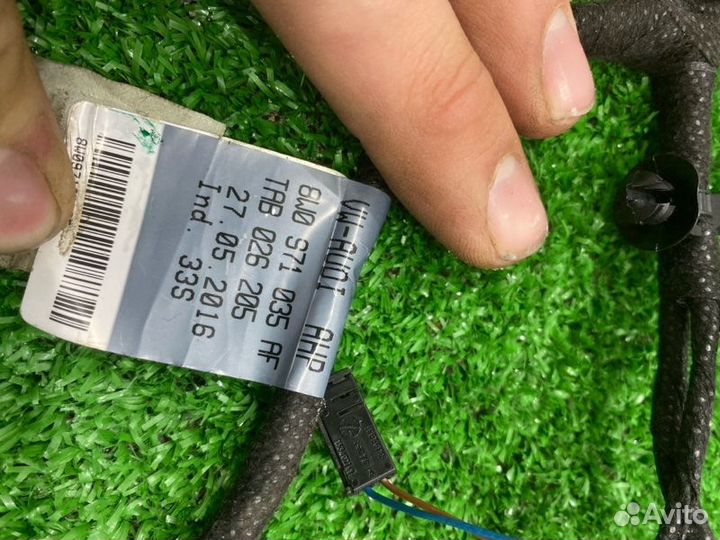 VW-AUDI AHP
8W0 971 035 AF
TAB 026 205
27.05.2016
Ind. 33S
Avito